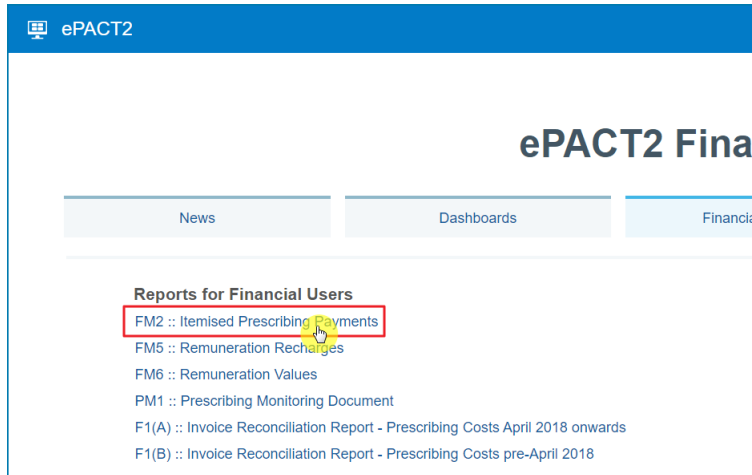 ePACT2
ePACT2 Fina
News
Dashboards
Financia
Reports for Financial Users
FM2 :: Itemised Prescribing Payments
FM5 :: Remuneration Recharges
FM6 :: Remuneration Values
PM1 :: Prescribing Monitoring Document
F1(A) :: Invoice Reconciliation Report - Prescribing Costs April 2018 onwards
F1(B) :: Invoice Reconciliation Report - Prescribing Costs pre-April 2018